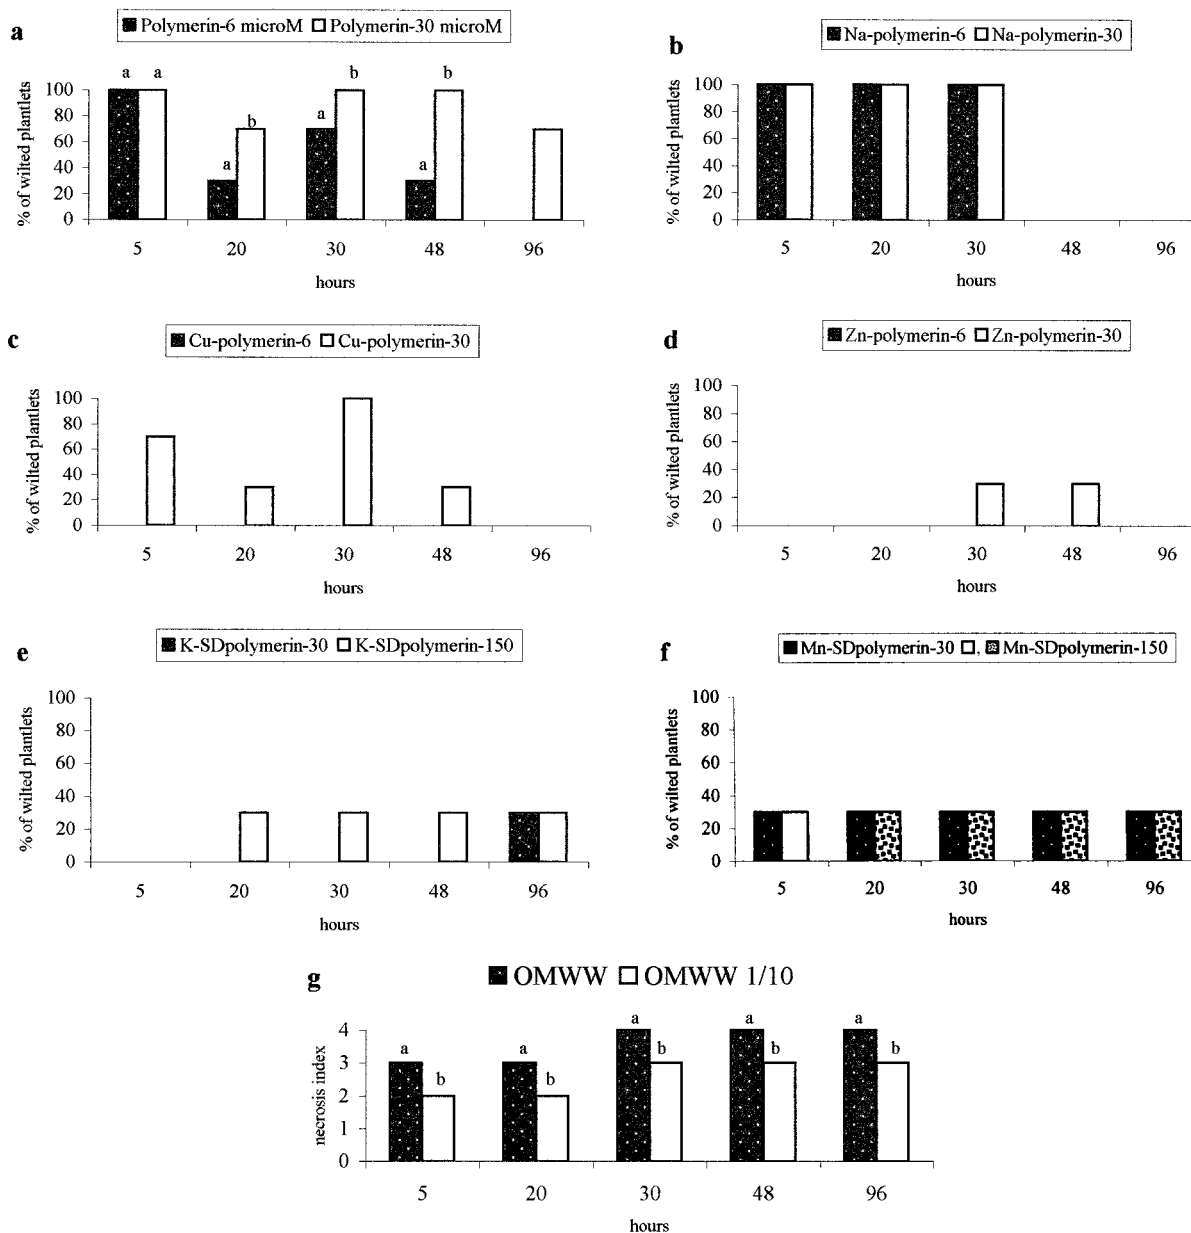 a
Polymerin-6 microM Polymerin-30 microM
a a b b
b
a
a a
100
80
60
40
20
0
% of wilted plantlets
5 20 30 48 96
hours
b
Na-polymerin-6 Na-polymerin-30
100
80
60
40
20
0
% of wilted plantlets
5 20 30 48 96
hours
c
Cu-polymerin-6 Cu-polymerin-30
100
80
60
40
20
0
% of wilted plantlets
5 20 30 48 96
hours
d
Zn-polymerin-6 Zn-polymerin-30
100
80
60
40
20
0
% of wilted plantlets
5 20 30 48 96
hours
e
K-SDpolymerin-30 K-SDpolymerin-150
100
80
60
40
20
0
% of wilted plantlets
5 20 30 48 96
hours
f
Mn-SDpolymerin-30 , Mn-SDpolymerin-150
100
80
60
40
20
0
% of wilted plantlets
5 20 30 48 96
hours
g
OMWW OMWW 1/10
a a a
a a
b b b
b b
4
3
2
1
0
necrosis index
5 20 30 48 96
hours